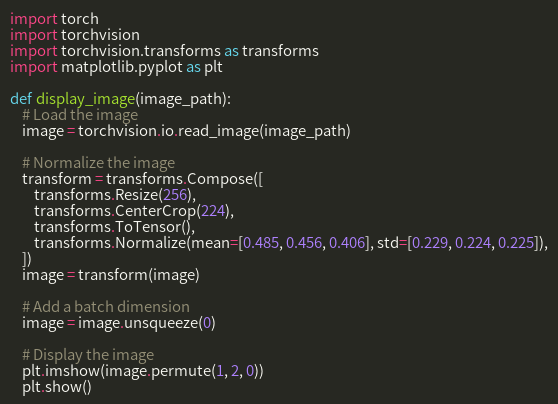 import torch
import torchvision
import torchvision.transforms as transforms
import matplotlib.pyplot as plt

def display_image(image_path):
    # Load the image
    image = torchvision.io.read_image(image_path)

    # Normalize the image
    transform = transforms.Compose([
        transforms.Resize(256),
        transforms.CenterCrop(224),
        transforms.ToTensor(),
        transforms.Normalize(mean=[0.485, 0.456, 0.406], std=[0.229, 0.224, 0.225]),
    ])
    image = transform(image)

    # Add a batch dimension
    image = image.unsqueeze(0)

    # Display the image
    plt.imshow(image.permute(1, 2, 0))
    plt.show()